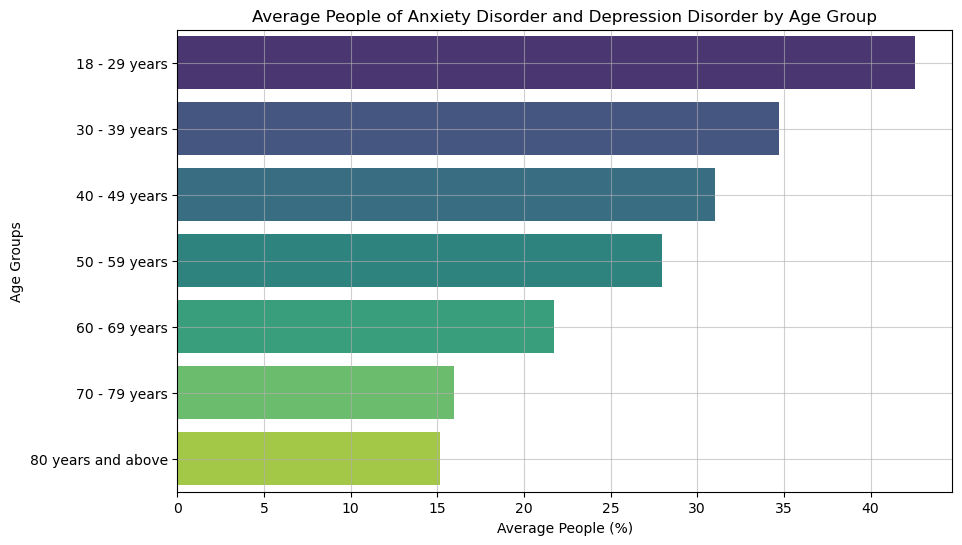 Average People of Anxiety Disorder and Depression Disorder by Age Group
Age Groups
18 - 29 years
30 - 39 years
40 - 49 years
50 - 59 years
60 - 69 years
70 - 79 years
80 years and above
0 5 10 15 20 25 30 35 40
Average People (%)